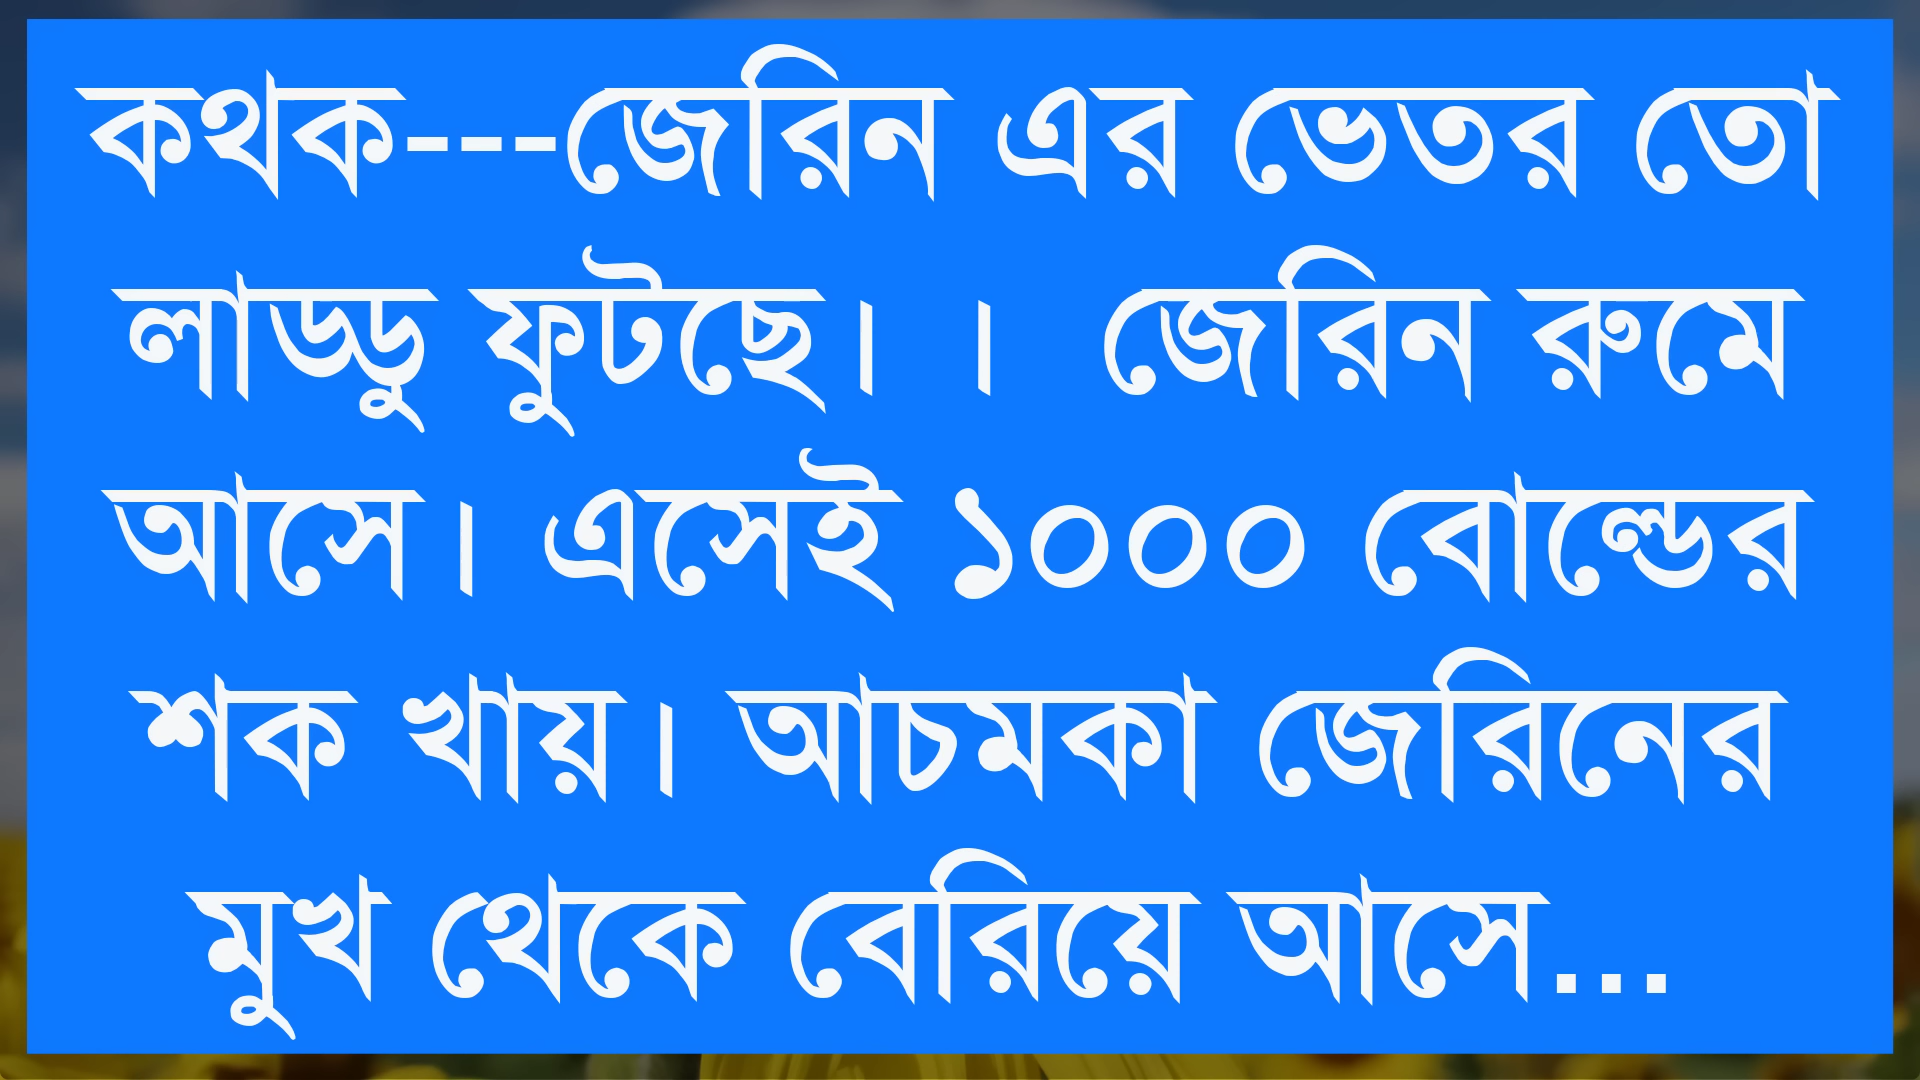 কথক---জেরিন এর ভেতর তো
লাড্ডু ফুটছে। । জেরিন রুমে
আসে। এসেই ১০০০ বোল্ডের
শক খায়। আচমকা জেরিনের
মুখ থেকে বেরিয়ে আসে...